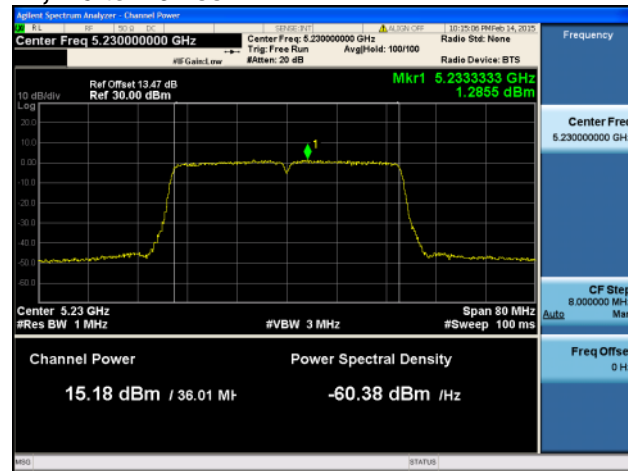 Agilent Spectrum Analyzer - Channel Power
RL RF 50 Ω DC SENSE:INT ALIGN OFF 10:15:06 PM Feb 14, 2015
Center Freq 5.230000000 GHz
Center Freq: 5.230000000 GHz
Radio Std: None
Trig: Free Run Avg|Hold: 100/100
#IFGain:Low #Atten: 20 dB Radio Device: BTS
Frequency
Ref Offset 13.47 dB
10 dB/div Ref 30.00 dBm
Mkr1 5.2333333 GHz
1.2855 dBm
Log
20.0
10.0
0.00
-10.0
-20.0
-30.0
-40.0
-50.0
-60.0
1
Center 5.23 GHz Span 80 MHz
#Res BW 1 MHz #VBW 3 MHz #Sweep 100 ms
Channel Power Power Spectral Density
15.18 dBm / 36.01 MH -60.38 dBm /Hz
Center Freq
5.230000000 GH
CF Step
8.000000 MH
Auto Ma
Freq Offse
0 H
MSG STATUS